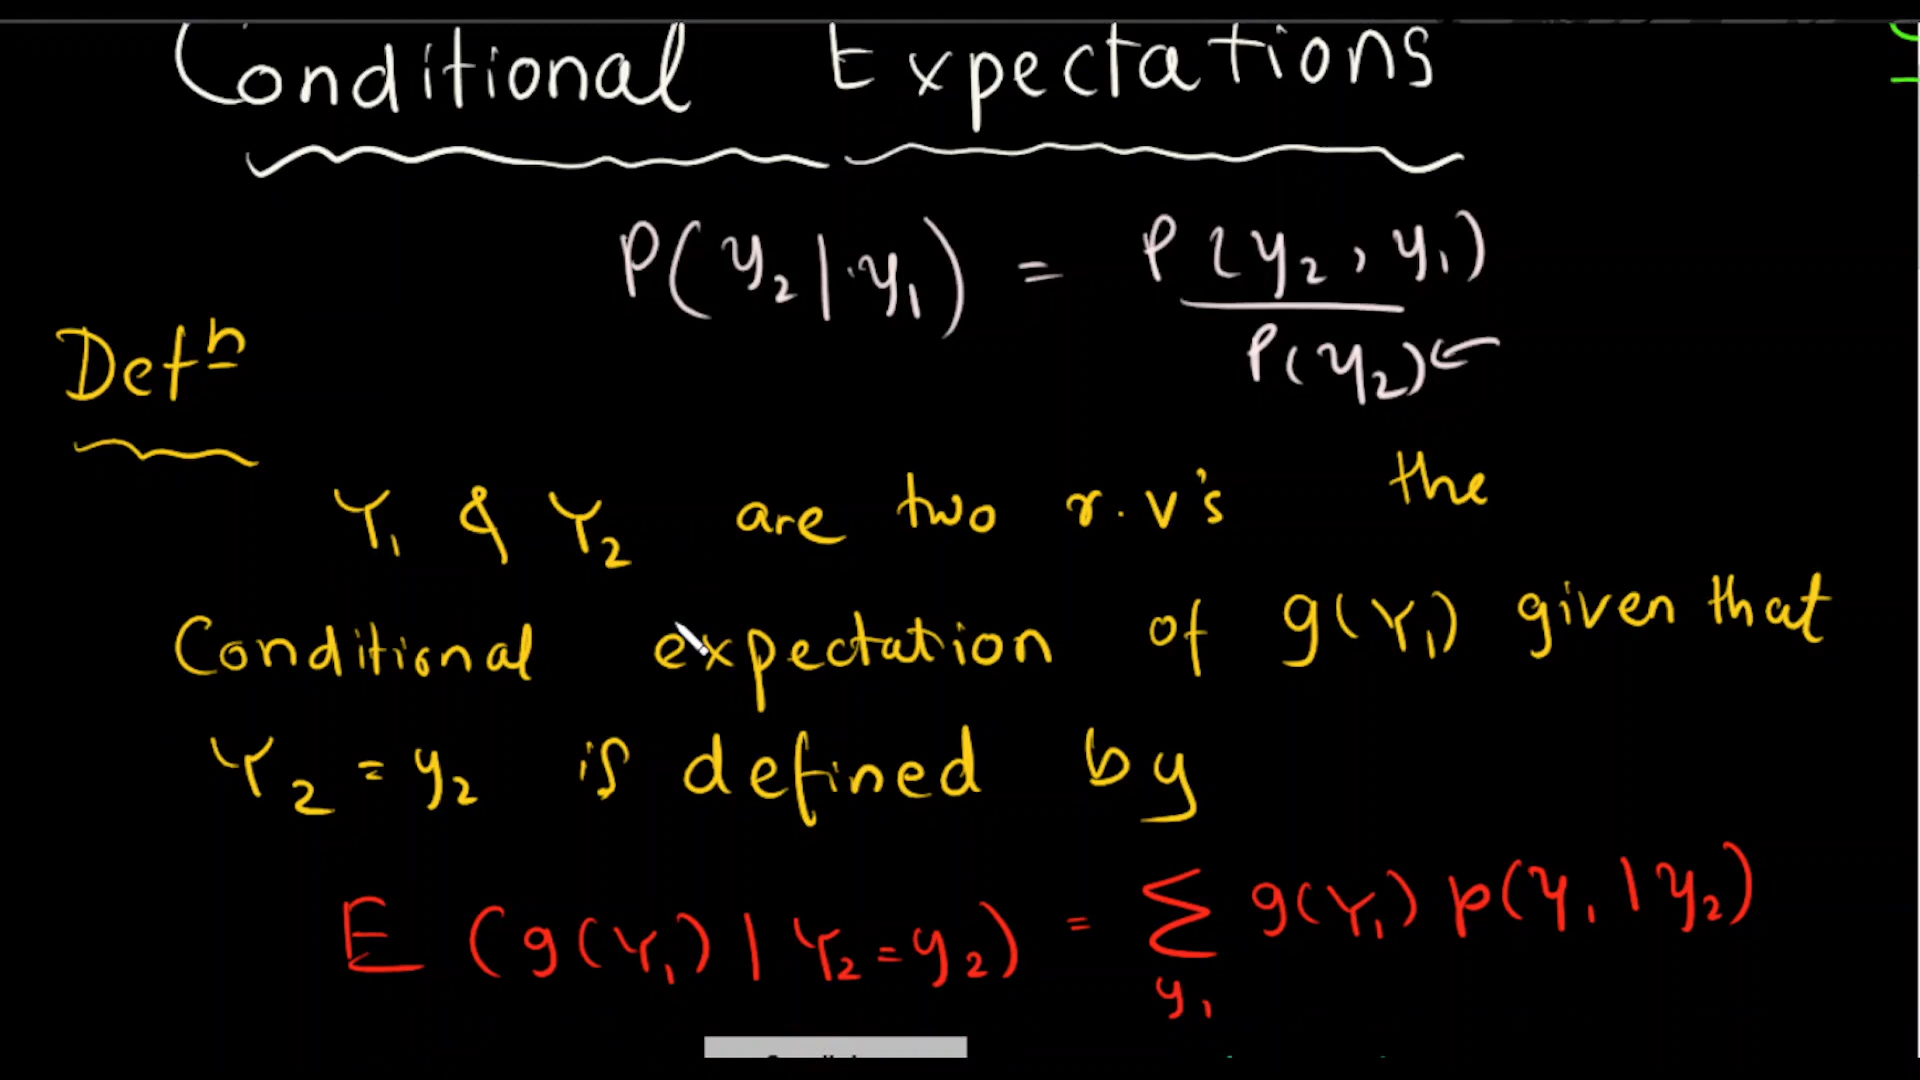 Conditional Expectations
P(y₂|y₁) = P(y₂, y₁) / P(y₂) ←
Defⁿ
Y₁ & Y₂ are two r.v's the
Conditional expectation of g(Y₁) given that
Y₂ = y₂ is defined by
E (g(Y₁) | Y₂ = y₂) = ∑ g(Y₁) p(y₁ | y₂)
y₁